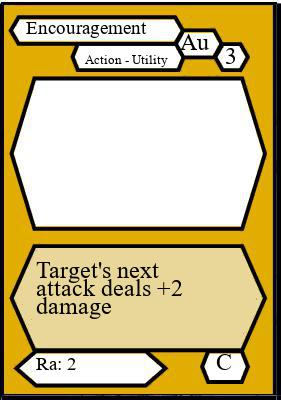 Encouragement
Au
3
Action - Utility
Target's next
attack deals +2
damage
Ra: 2
C